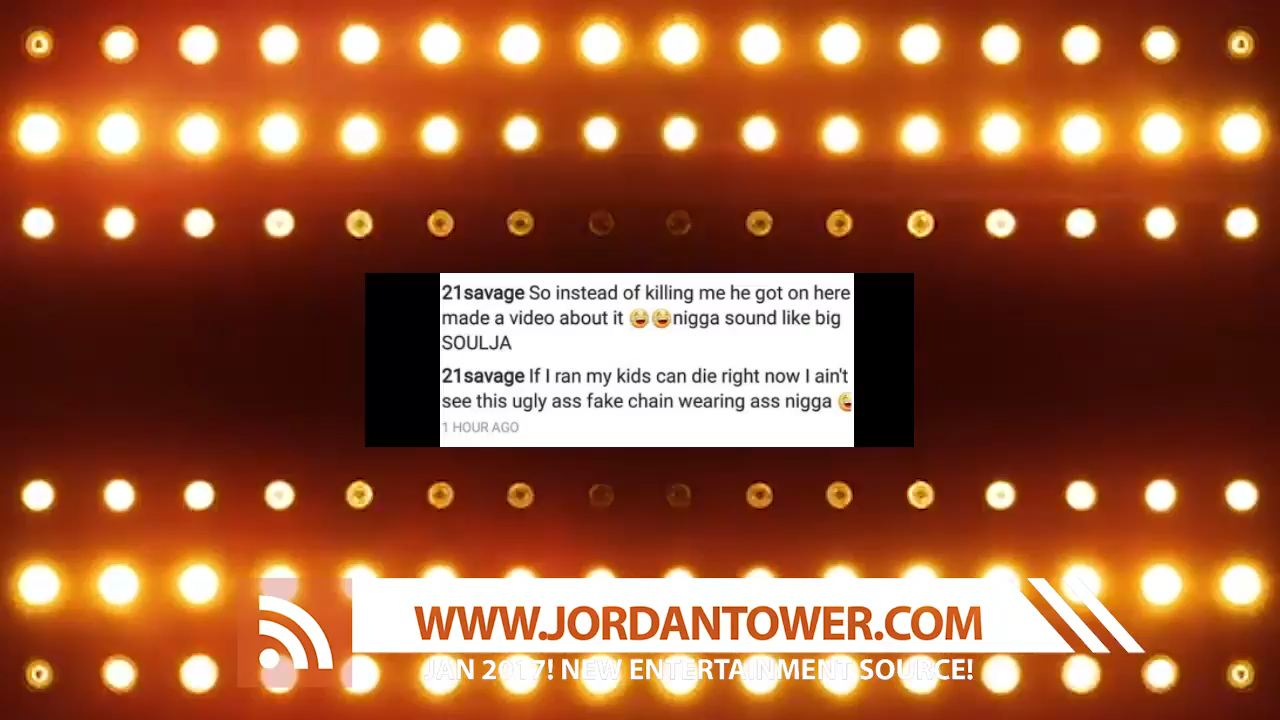 21savage So instead of killing me he got on here
made a video about it 😂😂nigga sound like big
SOULJA
21savage If I ran my kids can die right now I ain't
see this ugly ass fake chain wearing ass nigga 😂
1 HOUR AGO
WWW.JORDANTOWER.COM
JAN 2017! NEW ENTERTAINMENT SOURCE!